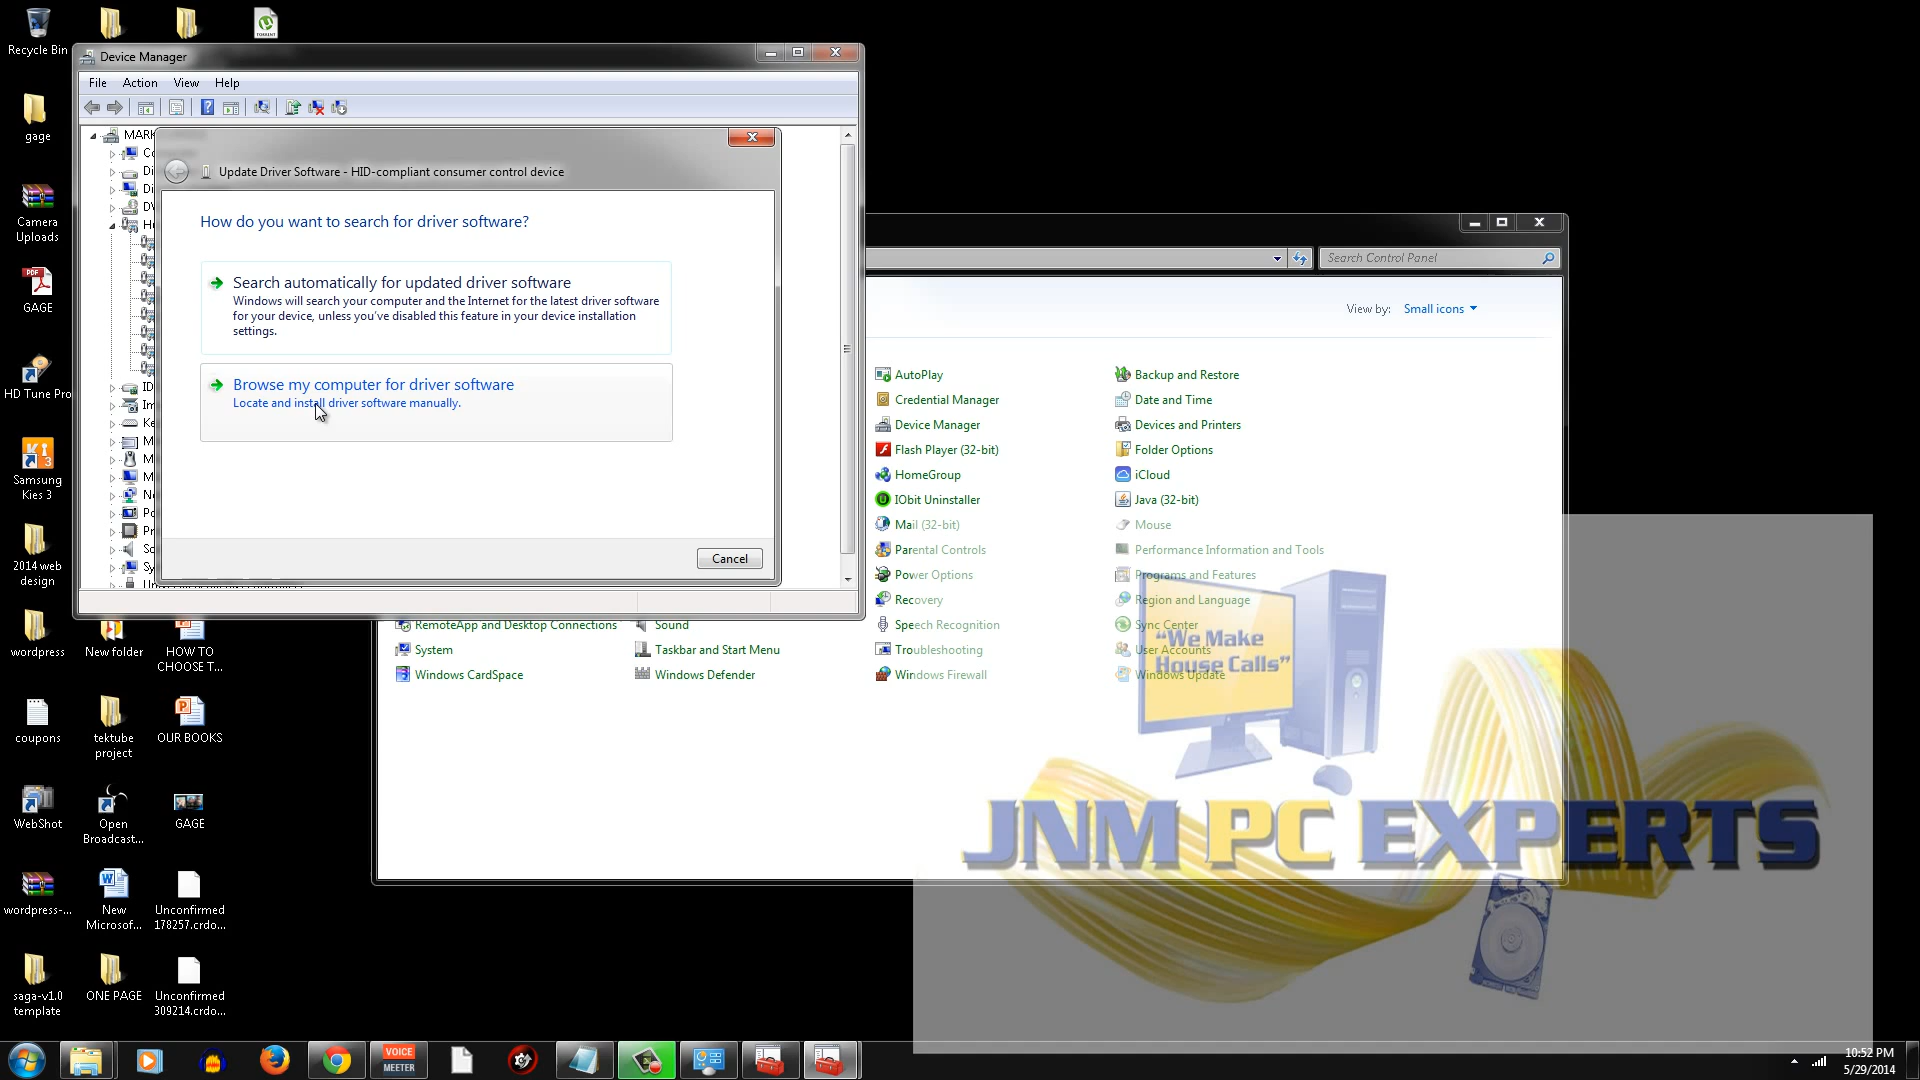 Recycle Bin
gage
Camera
Uploads
GAGE
HD Tune Pro
Samsung
Kies 3
2014 web
design
wordpress
New folder
HOW TO
CHOOSE T...
coupons
tektube
project
OUR BOOKS
WebShot
Open
Broadcast...
GAGE
wordpress-...
New
Microsof...
Unconfirmed
178257.crdo...
saga-v1.0
template
ONE PAGE
Unconfirmed
309214.crdo...
Device Manager
File Action View Help
Update Driver Software - HID-compliant consumer control device
How do you want to search for driver software?
Search automatically for updated driver software
Windows will search your computer and the Internet for the latest driver software
for your device, unless you've disabled this feature in your device installation
settings.
Browse my computer for driver software
Locate and install driver software manually.
Cancel
Search Control Panel
View by: Small icons
AutoPlay
Backup and Restore
Credential Manager
Date and Time
Device Manager
Devices and Printers
Flash Player (32-bit)
Folder Options
HomeGroup
iCloud
IObit Uninstaller
Java (32-bit)
Mail (32-bit)
Mouse
Parental Controls
Performance Information and Tools
Power Options
Programs and Features
Recovery
Region and Language
RemoteApp and Desktop Connections
Sound
Speech Recognition
Sync Center
System
Taskbar and Start Menu
Troubleshooting
User Accounts
Windows CardSpace
Windows Defender
Windows Firewall
Windows Update
"We Make
House Calls"
JNM PC EXPERTS
VOICE
MEETER
10:52 PM
5/29/2014